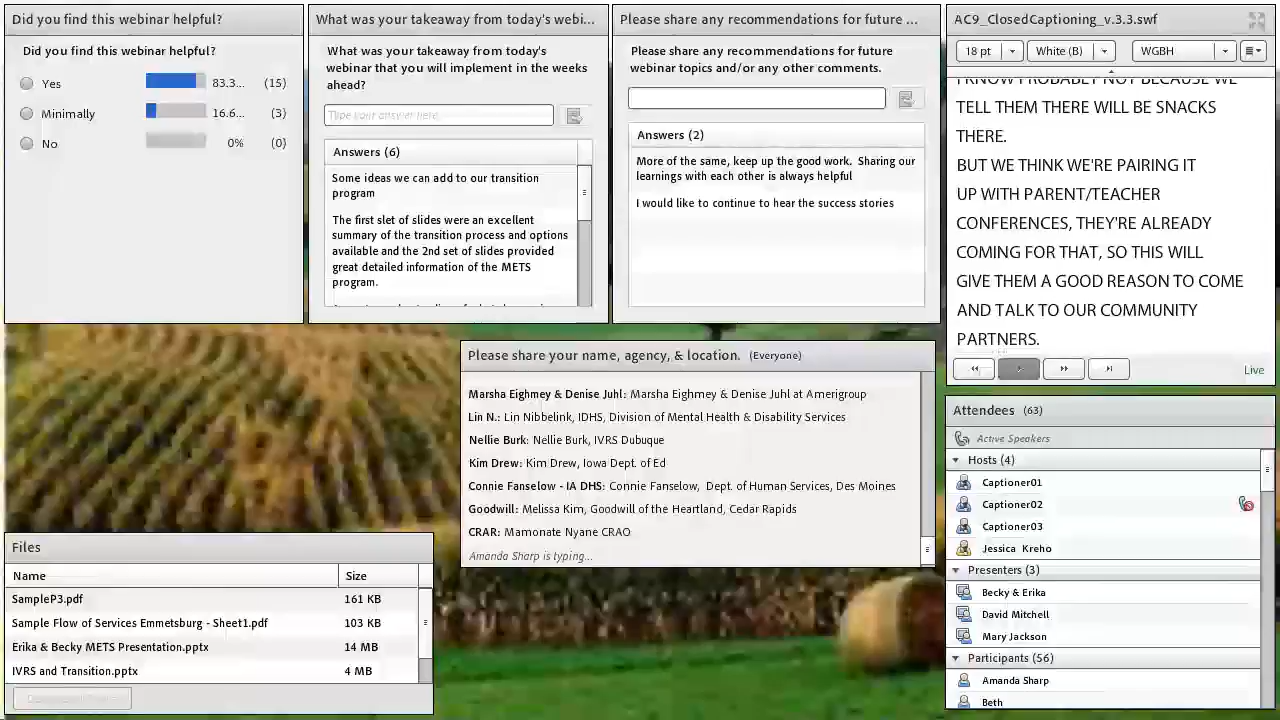 Did you find this webinar helpful?
Did you find this webinar helpful?
Yes 83.3... (15)
Minimally 16.6... (3)
No 0% (0)
What was your takeaway from today's webi...
What was your takeaway from today's
webinar that you will implement in the weeks
ahead?
Type your answer here
Answers (6)
Some ideas we can add to our transition
program
The first slet of slides were an excellent
summary of the transition process and options
available and the 2nd set of slides provided
great detailed information of the METS
program.
Please share any recommendations for future ...
Please share any recommendations for future
webinar topics and/or any other comments.
Answers (2)
More of the same, keep up the good work. Sharing our
learnings with each other is always helpful
I would like to continue to hear the success stories
AC9_ClosedCaptioning_v.3.3.swf
18 pt White (B) WGBH
I KNOW PROBABLY NOT BECAUSE WE
TELL THEM THERE WILL BE SNACKS
THERE.
BUT WE THINK WE'RE PAIRING IT
UP WITH PARENT/TEACHER
CONFERENCES, THEY'RE ALREADY
COMING FOR THAT, SO THIS WILL
GIVE THEM A GOOD REASON TO COME
AND TALK TO OUR COMMUNITY
PARTNERS.
Live
Please share your name, agency, & location. (Everyone)
Marsha Eighmey & Denise Juhl: Marsha Eighmey & Denise Juhl at Amerigroup
Lin N.: Lin Nibbelink, IDHS, Division of Mental Health & Disability Services
Nellie Burk: Nellie Burk, IVRS Dubuque
Kim Drew: Kim Drew, Iowa Dept. of Ed
Connie Fanselow - IA DHS: Connie Fanselow, Dept. of Human Services, Des Moines
Goodwill: Melissa Kim, Goodwill of the Heartland, Cedar Rapids
CRAR: Mamonate Nyane CRAO
Amanda Sharp is typing...
Attendees (63)
Active Speakers
Hosts (4)
Captioner01
Captioner02
Captioner03
Jessica Kreho
Presenters (3)
Becky & Erika
David Mitchell
Mary Jackson
Participants (56)
Amanda Sharp
Beth
Files
Name Size
SampleP3.pdf 161 KB
Sample Flow of Services Emmetsburg - Sheet1.pdf 103 KB
Erika & Becky METS Presentation.pptx 14 MB
IVRS and Transition.pptx 4 MB